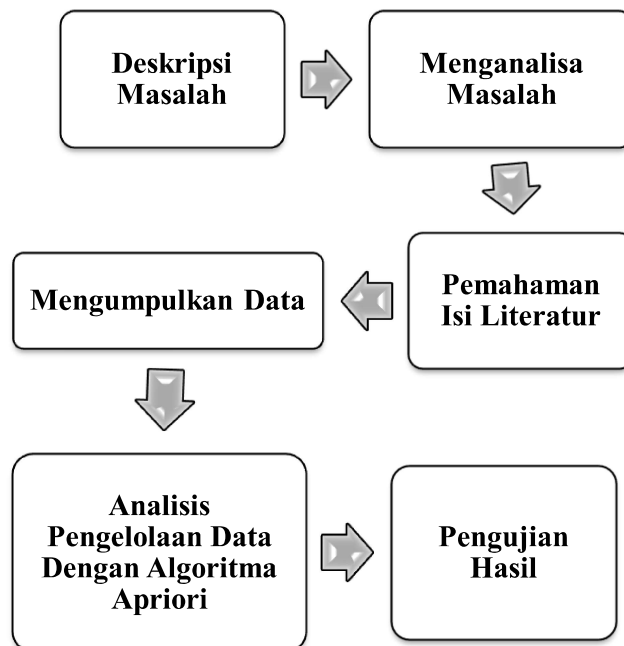 Deskripsi
Masalah
Menganalisa
Masalah
Pemahaman
Isi Literatur
Mengumpulkan Data
Analisis
Pengelolaan Data
Dengan Algoritma
Apriori
Pengujian
Hasil